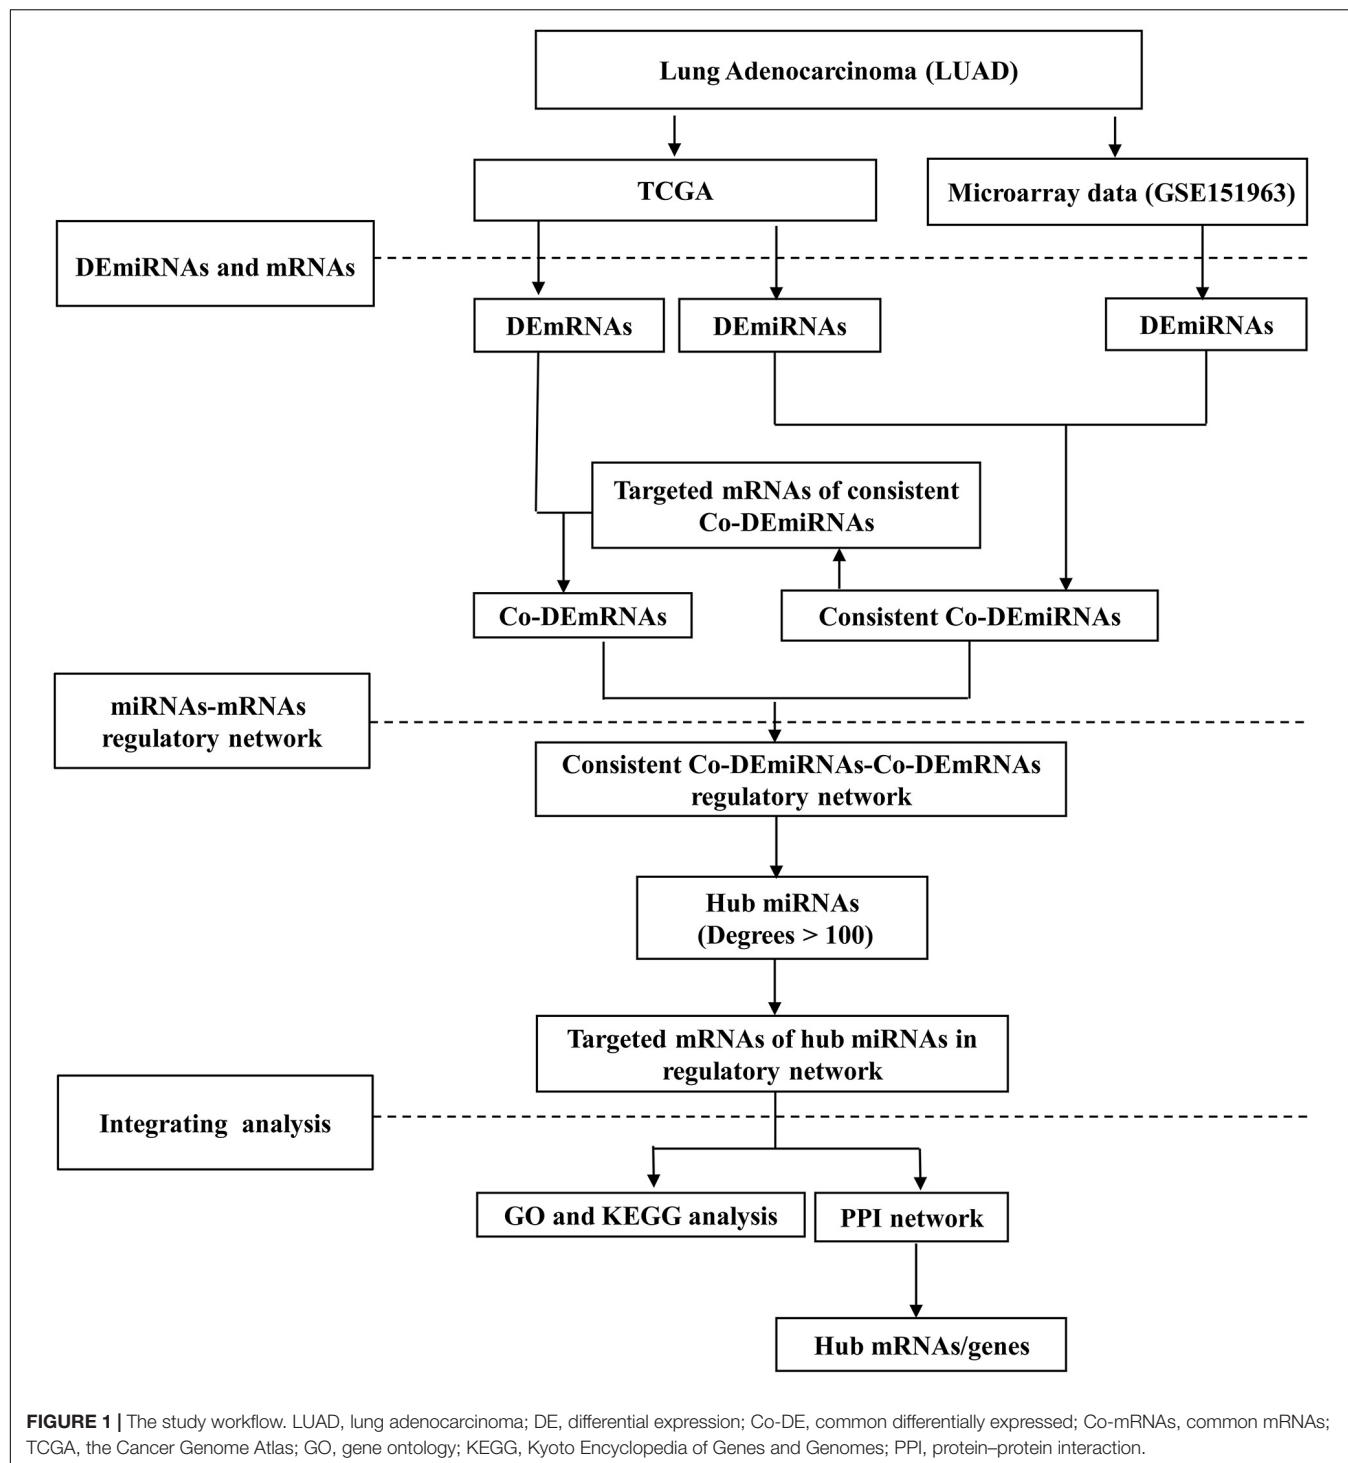 Lung Adenocarcinoma (LUAD)
TCGA
Microarray data (GSE151963)
DEmiRNAs and mRNAs
DEmRNAs
DEmiRNAs
DEmiRNAs
Targeted mRNAs of consistent
Co-DEmiRNAs
Co-DEmRNAs
Consistent Co-DEmiRNAs
miRNAs-mRNAs
regulatory network
Consistent Co-DEmiRNAs-Co-DEmRNAs
regulatory network
Hub miRNAs
(Degrees > 100)
Targeted mRNAs of hub miRNAs in
regulatory network
Integrating analysis
GO and KEGG analysis
PPI network
Hub mRNAs/genes
FIGURE 1 | The study workflow. LUAD, lung adenocarcinoma; DE, differential expression; Co-DE, common differentially expressed; Co-mRNAs, common mRNAs;
TCGA, the Cancer Genome Atlas; GO, gene ontology; KEGG, Kyoto Encyclopedia of Genes and Genomes; PPI, protein–protein interaction.